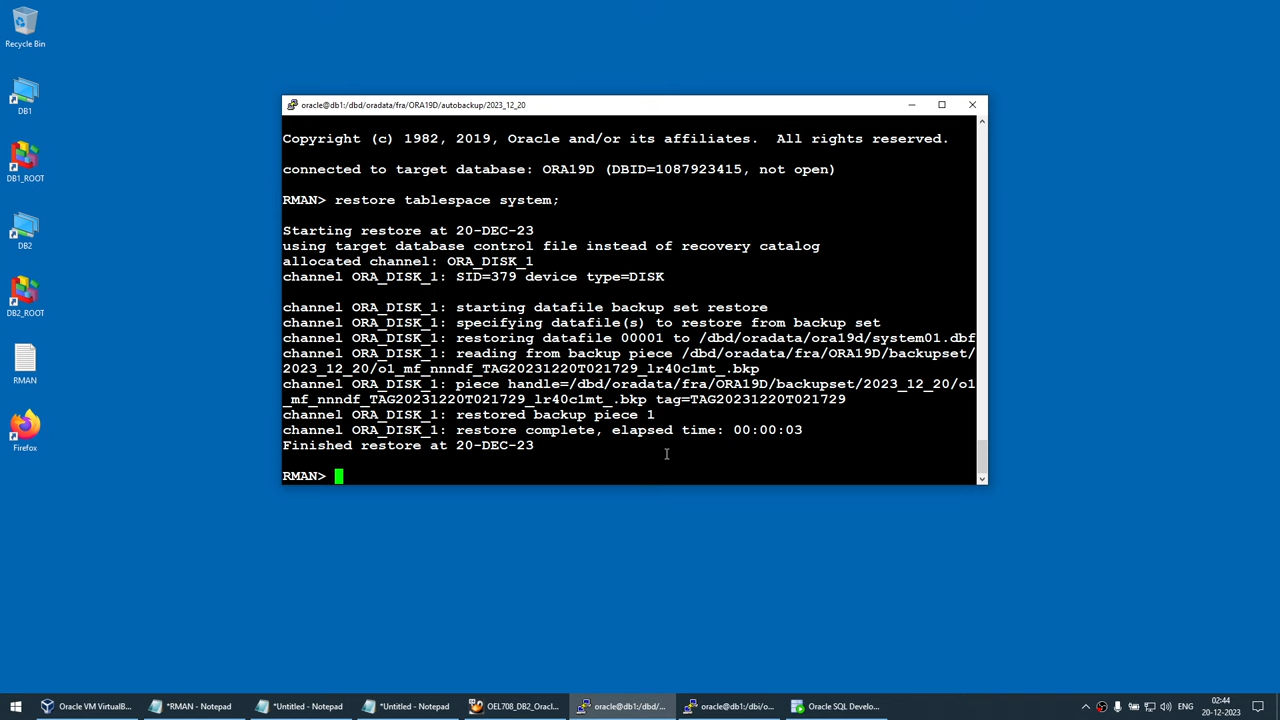 Recycle Bin
DB1
DB1_ROOT
DB2
DB2_ROOT
RMAN
Firefox
oracle@db1:/dbd/oradata/fra/ORA19D/autobackup/2023_12_20
Copyright (c) 1982, 2019, Oracle and/or its affiliates.  All rights reserved.
connected to target database: ORA19D (DBID=1087923415, not open)
RMAN> restore tablespace system;
Starting restore at 20-DEC-23
using target database control file instead of recovery catalog
allocated channel: ORA_DISK_1
channel ORA_DISK_1: SID=379 device type=DISK
channel ORA_DISK_1: starting datafile backup set restore
channel ORA_DISK_1: specifying datafile(s) to restore from backup set
channel ORA_DISK_1: restoring datafile 00001 to /dbd/oradata/ora19d/system01.dbf
channel ORA_DISK_1: reading from backup piece /dbd/oradata/fra/ORA19D/backupset/
2023_12_20/o1_mf_nnndf_TAG20231220T021729_lr40c1mt_.bkp
channel ORA_DISK_1: piece handle=/dbd/oradata/fra/ORA19D/backupset/2023_12_20/o1
_mf_nnndf_TAG20231220T021729_lr40c1mt_.bkp tag=TAG20231220T021729
channel ORA_DISK_1: restored backup piece 1
channel ORA_DISK_1: restore complete, elapsed time: 00:00:03
Finished restore at 20-DEC-23
RMAN>
Oracle VM VirtualB...
*RMAN - Notepad
*Untitled - Notepad
*Untitled - Notepad
OEL708_DB2_Oracl...
oracle@db1:/dbd/...
oracle@db1:/dbi/o...
Oracle SQL Develo...
ENG
02:44
20-12-2023